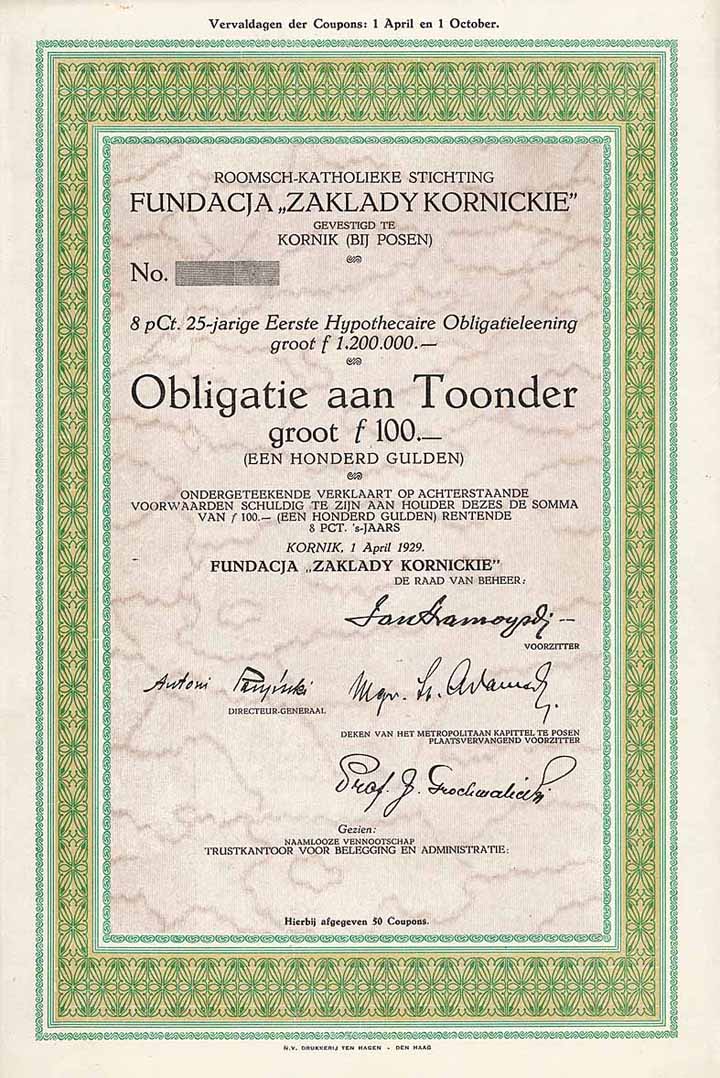 Vervaldagen der Coupons: 1 April en 1 October.
ROOMSCH-KATHOLIEKE STICHTING
FUNDACJA „ZAKLADY KORNICKIE”
GEVESTIGD TE
KORNIK (BIJ POSEN)
No.
8 pCt. 25-jarige Eerste Hypothecaire Obligatieleening
groot f 1.200.000.—
Obligatie aan Toonder
groot f 100.—
(EEN HONDERD GULDEN)
ONDERGETEEKENDE VERKLAART OP ACHTERSTAANDE
VOORWAARDEN SCHULDIG TE ZIJN AAN HOUDER DEZES DE SOMMA
VAN f 100.— (EEN HONDERD GULDEN) RENTENDE
8 PCT. 's-JAARS
KORNIK, 1 April 1929.
FUNDACJA „ZAKLADY KORNICKIE”
DE RAAD VAN BEHEER:
VOORZITTER
Antoni
DIRECTEUR-GENERAAL
DEKEN VAN HET METROPOLITAAN KAPITTEL TE POSEN
PLAATSVERVANGEND VOORZITTER
Prof. J.
Gezien:
NAAMLOOZE VENNOOTSCHAP
TRUSTKANTOOR VOOR BELEGGING EN ADMINISTRATIE:
Hierbij afgegeven 50 Coupons.
N.V. DRUKKERIJ TEN HAGEN - DEN HAAG